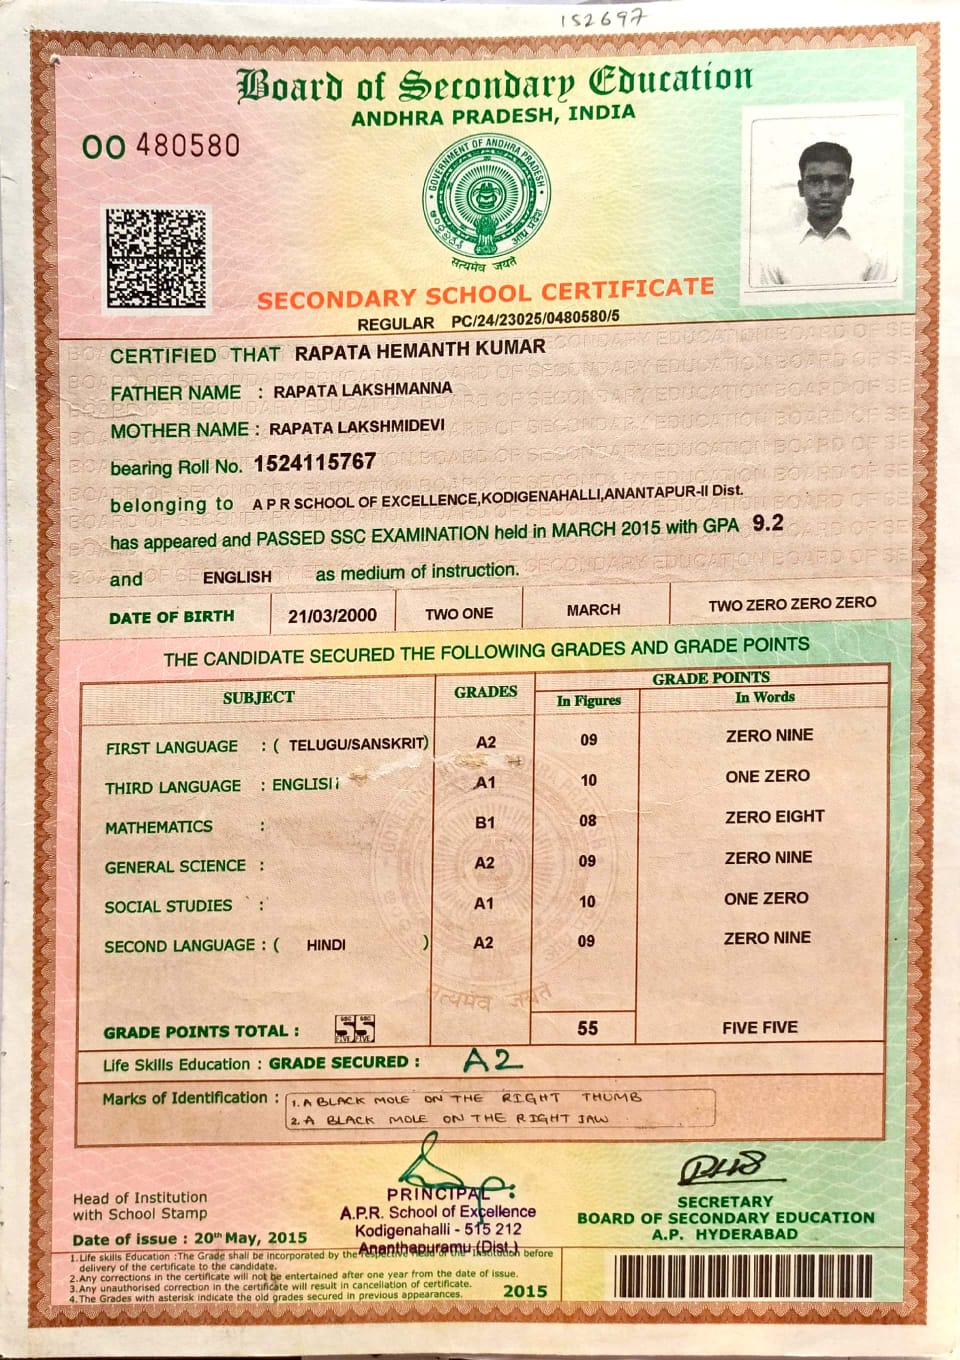 152697
Board of Secondary Education
ANDHRA PRADESH, INDIA
OO 480580
GOVERNMENT OF ANDHRA PRADESH
सत्यमेव जयते
SECONDARY SCHOOL CERTIFICATE
REGULAR PC/24/23025/0480580/5
CERTIFIED THAT RAPATA HEMANTH KUMAR
FATHER NAME : RAPATA LAKSHMANNA
MOTHER NAME : RAPATA LAKSHMIDEVI
bearing Roll No. 1524115767
belonging to A P R SCHOOL OF EXCELLENCE,KODIGENAHALLI,ANANTAPUR-II Dist.
has appeared and PASSED SSC EXAMINATION held in MARCH 2015 with GPA 9.2
and ENGLISH as medium of instruction.
DATE OF BIRTH 21/03/2000 TWO ONE MARCH TWO ZERO ZERO ZERO
THE CANDIDATE SECURED THE FOLLOWING GRADES AND GRADE POINTS
SUBJECT GRADES GRADE POINTS
In Figures In Words
FIRST LANGUAGE : ( TELUGU/SANSKRIT) A2 09 ZERO NINE
THIRD LANGUAGE : ENGLISH A1 10 ONE ZERO
MATHEMATICS : B1 08 ZERO EIGHT
GENERAL SCIENCE : A2 09 ZERO NINE
SOCIAL STUDIES : A1 10 ONE ZERO
SECOND LANGUAGE : ( HINDI ) A2 09 ZERO NINE
सत्यमेव जयते
GRADE POINTS TOTAL : 55 55 FIVE FIVE
Life Skills Education : GRADE SECURED : A2
Marks of Identification : 1. A BLACK MOLE ON THE RIGHT THUMB
2. A BLACK MOLE ON THE RIGHT JAW
Head of Institution
with School Stamp
PRINCIPAL
A.P.R. School of Excellence
Kodigenahalli - 515 212
Ananthapuramu (Dist.)
SECRETARY
BOARD OF SECONDARY EDUCATION
A.P. HYDERABAD
Date of issue : 20th May, 2015
1.Life skills Education :The Grade shall be incorporated by the respective Head of the Institution before
delivery of the certificate to the candidate.
2.Any corrections in the certificate will not be entertained after one year from the date of issue.
3.Any unauthorised correction in the certificate will result in cancellation of certificate.
4.The Grades with asterisk indicate the old grades secured in previous appearances.
2015